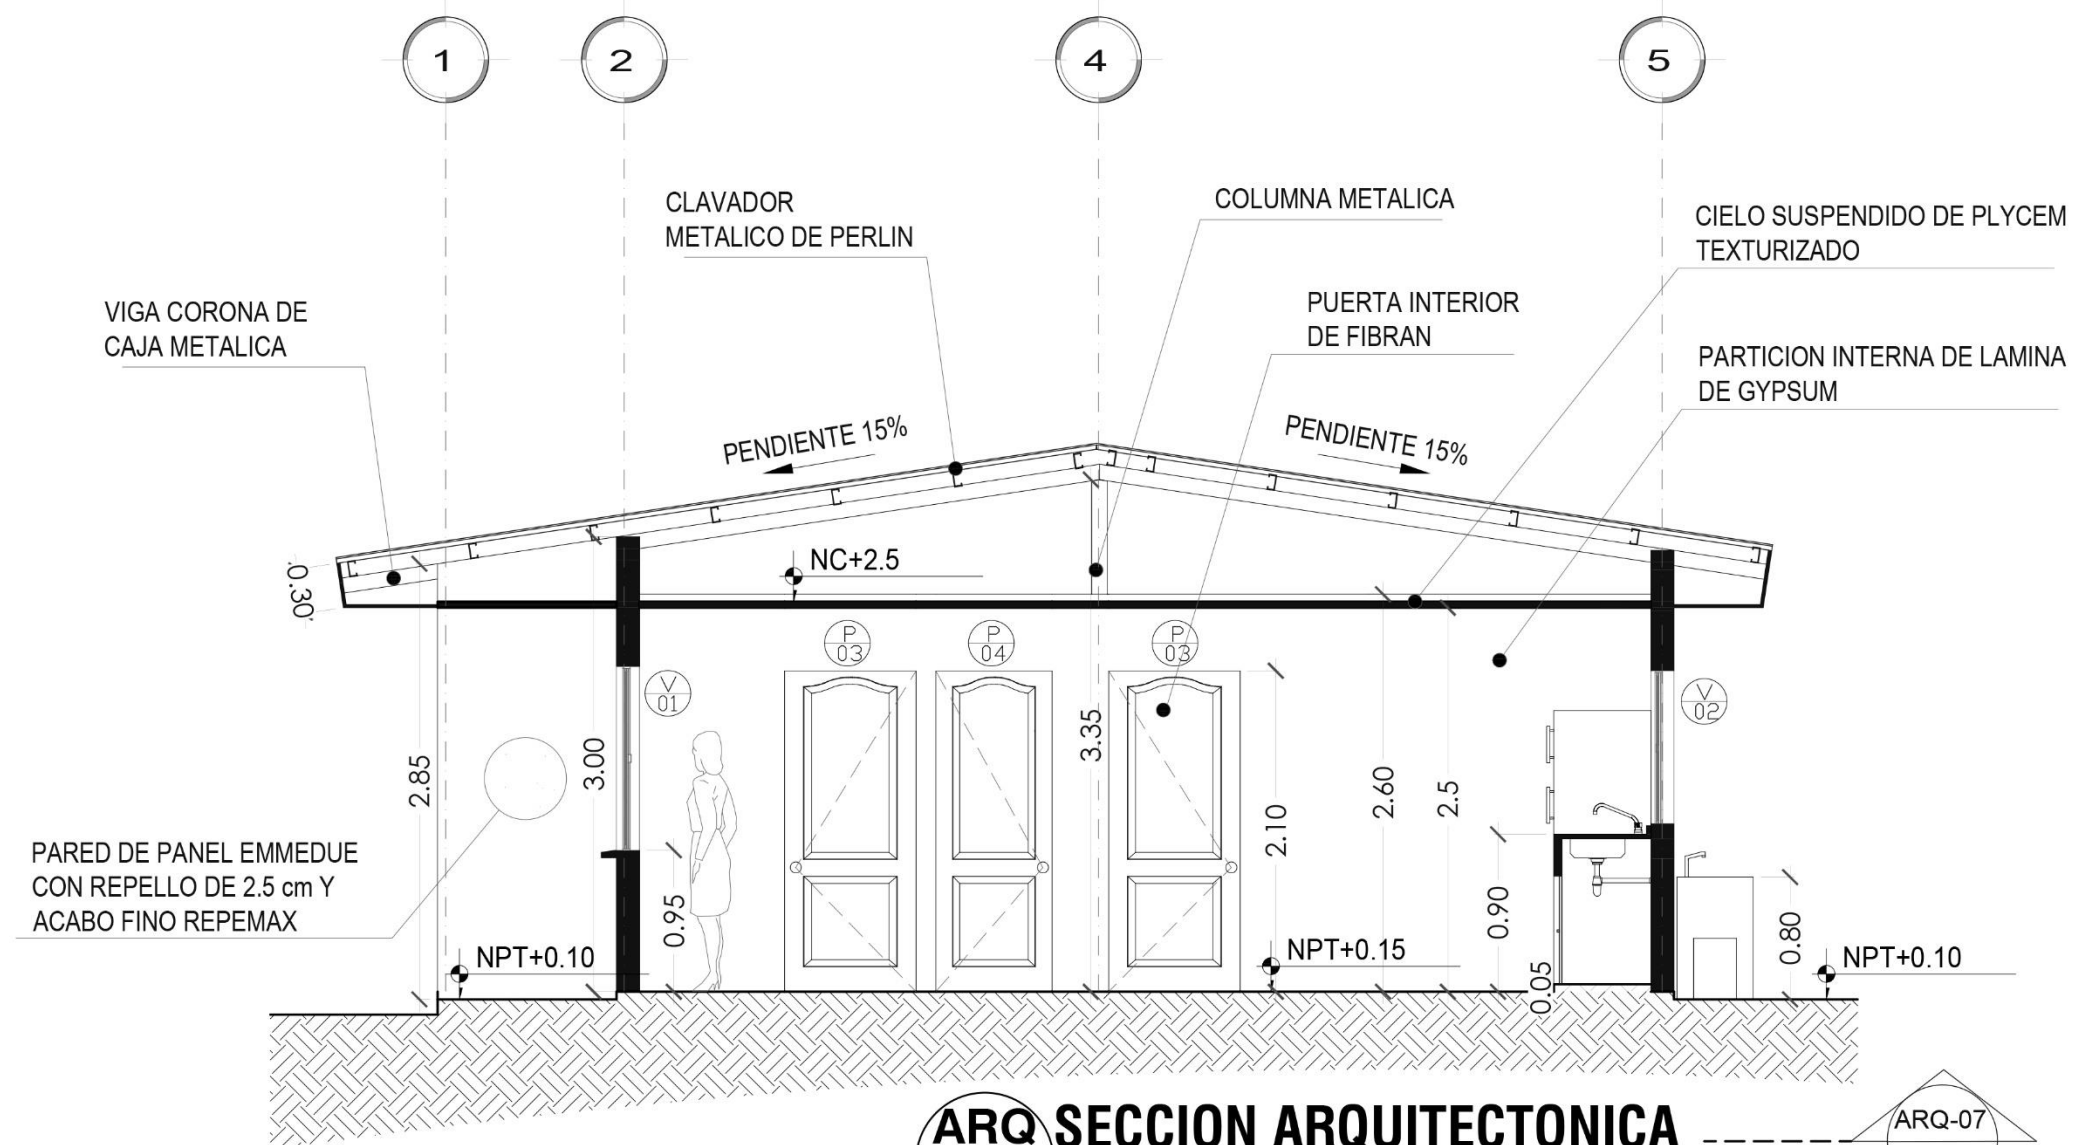 1
2
4
5
CLAVADOR
METALICO DE PERLIN
COLUMNA METALICA
CIELO SUSPENDIDO DE PLYCEM
TEXTURIZADO
VIGA CORONA DE
CAJA METALICA
PUERTA INTERIOR
DE FIBRAN
PARTICION INTERNA DE LAMINA
DE GYPSUM
PENDIENTE 15%
PENDIENTE 15%
0.30
NC+2.5
P
03
P
04
P
03
V
01
V
02
2.85
3.00
3.35
2.10
2.60
2.5
0.95
0.90
0.80
0.05
PARED DE PANEL EMMEDUE
CON REPELLO DE 2.5 cm Y
ACABO FINO REPEMAX
NPT+0.10
NPT+0.15
NPT+0.10
ARQ
SECCION ARQUITECTONICA
ARQ-07